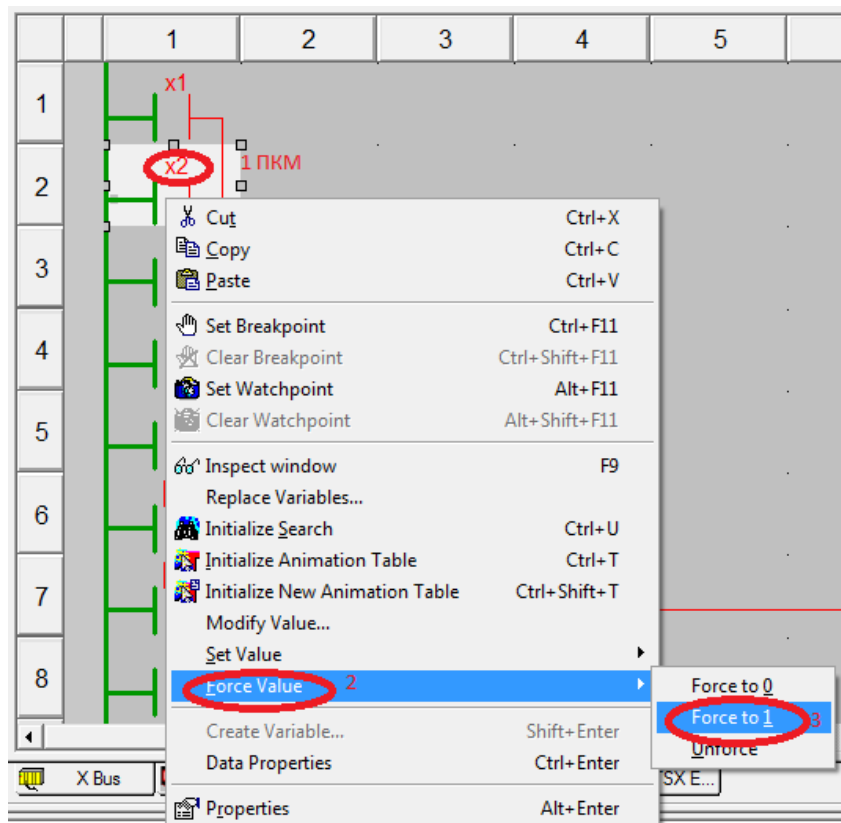 1 2 3 4 5
x1
1
x2 1 ПКМ
2
Cut Ctrl+X
Copy Ctrl+C
3
Paste Ctrl+V
Set Breakpoint Ctrl+F11
4
Clear Breakpoint Ctrl+Shift+F11
Set Watchpoint Alt+F11
Clear Watchpoint Alt+Shift+F11
5
Inspect window F9
Replace Variables...
6
Initialize Search Ctrl+U
Initialize Animation Table Ctrl+T
7
Initialize New Animation Table Ctrl+Shift+T
Modify Value...
Set Value
8
Force Value 2
Force to 0
Force to 1 3
Unforce
Create Variable... Shift+Enter
Data Properties Ctrl+Enter
X Bus
TSX E...
Properties Alt+Enter